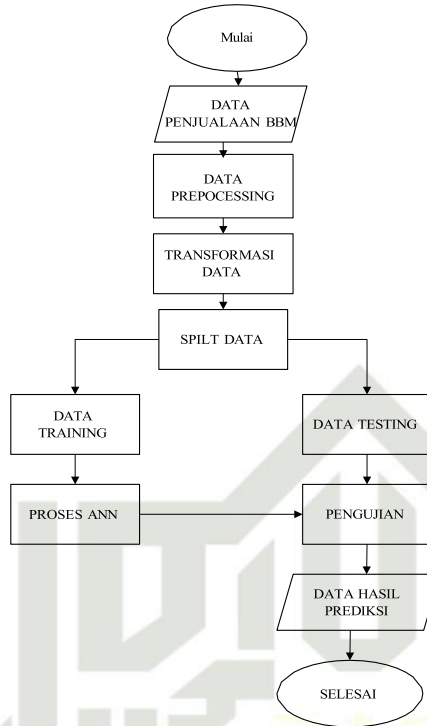 Mulai
DATA
PENJUALAAN BBM
DATA
PREPOCESSING
TRANSFORMASI
DATA
SPILT DATA
DATA
TRAINING
DATA TESTING
PROSES ANN
PENGUJIAN
DATA HASIL
PREDIKSI
SELESAI